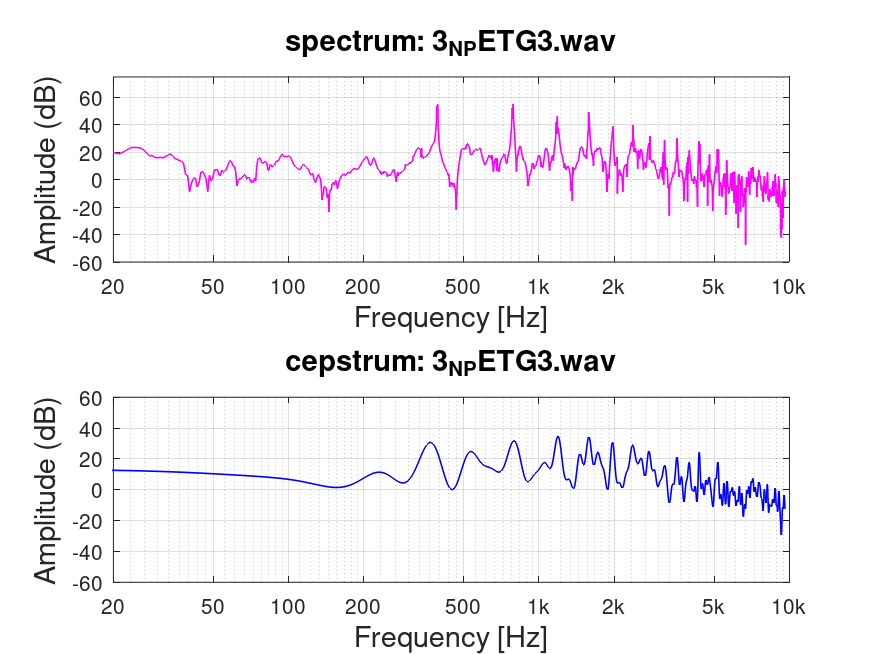 spectrum: 3NPETG3.wav
Amplitude (dB)
60
40
20
0
-20
-40
-60
20 50 100 200 500 1k 2k 5k 10k
Frequency [Hz]
cepstrum: 3NPETG3.wav
Amplitude (dB)
60
40
20
0
-20
-40
-60
20 50 100 200 500 1k 2k 5k 10k
Frequency [Hz]